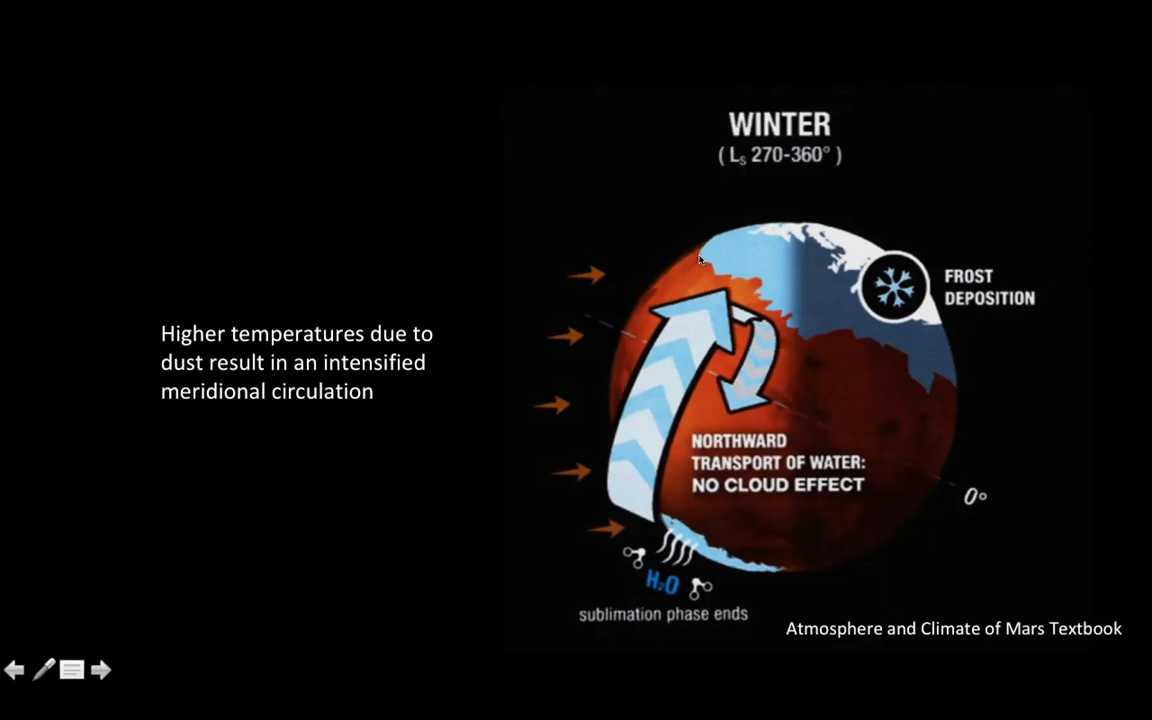 WINTER
( Ls 270-360° )
FROST
DEPOSITION
Higher temperatures due to
dust result in an intensified
meridional circulation
NORTHWARD
TRANSPORT OF WATER:
NO CLOUD EFFECT
0°
H₂O
sublimation phase ends
Atmosphere and Climate of Mars Textbook